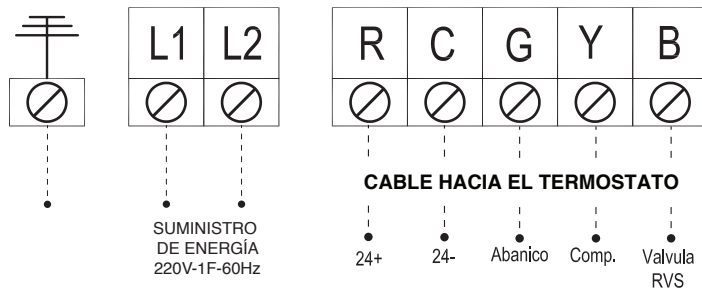 L1 L2 R C G Y B
CABLE HACIA EL TERMOSTATO
SUMINISTRO
DE ENERGÍA
220V-1F-60Hz
24+ 24- Abanico Comp. Valvula
RVS